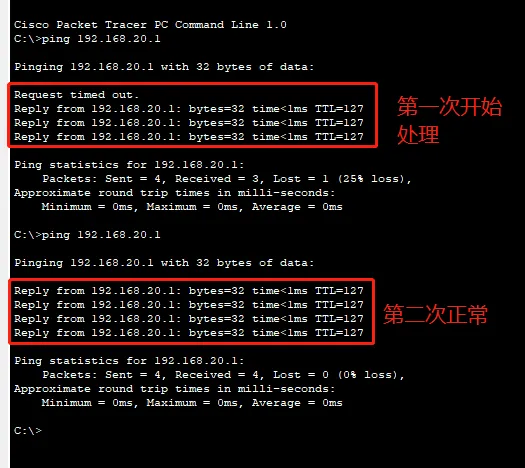 Cisco Packet Tracer PC Command Line 1.0
C:\>ping 192.168.20.1
Pinging 192.168.20.1 with 32 bytes of data:
Request timed out.
Reply from 192.168.20.1: bytes=32 time<1ms TTL=127
Reply from 192.168.20.1: bytes=32 time<1ms TTL=127
Reply from 192.168.20.1: bytes=32 time<1ms TTL=127
第一次开始
处理
Ping statistics for 192.168.20.1:
Packets: Sent = 4, Received = 3, Lost = 1 (25% loss),
Approximate round trip times in milli-seconds:
Minimum = 0ms, Maximum = 0ms, Average = 0ms
C:\>ping 192.168.20.1
Pinging 192.168.20.1 with 32 bytes of data:
Reply from 192.168.20.1: bytes=32 time<1ms TTL=127
Reply from 192.168.20.1: bytes=32 time<1ms TTL=127
Reply from 192.168.20.1: bytes=32 time<1ms TTL=127
Reply from 192.168.20.1: bytes=32 time<1ms TTL=127
第二次正常
Ping statistics for 192.168.20.1:
Packets: Sent = 4, Received = 4, Lost = 0 (0% loss),
Approximate round trip times in milli-seconds:
Minimum = 0ms, Maximum = 0ms, Average = 0ms
C:\>